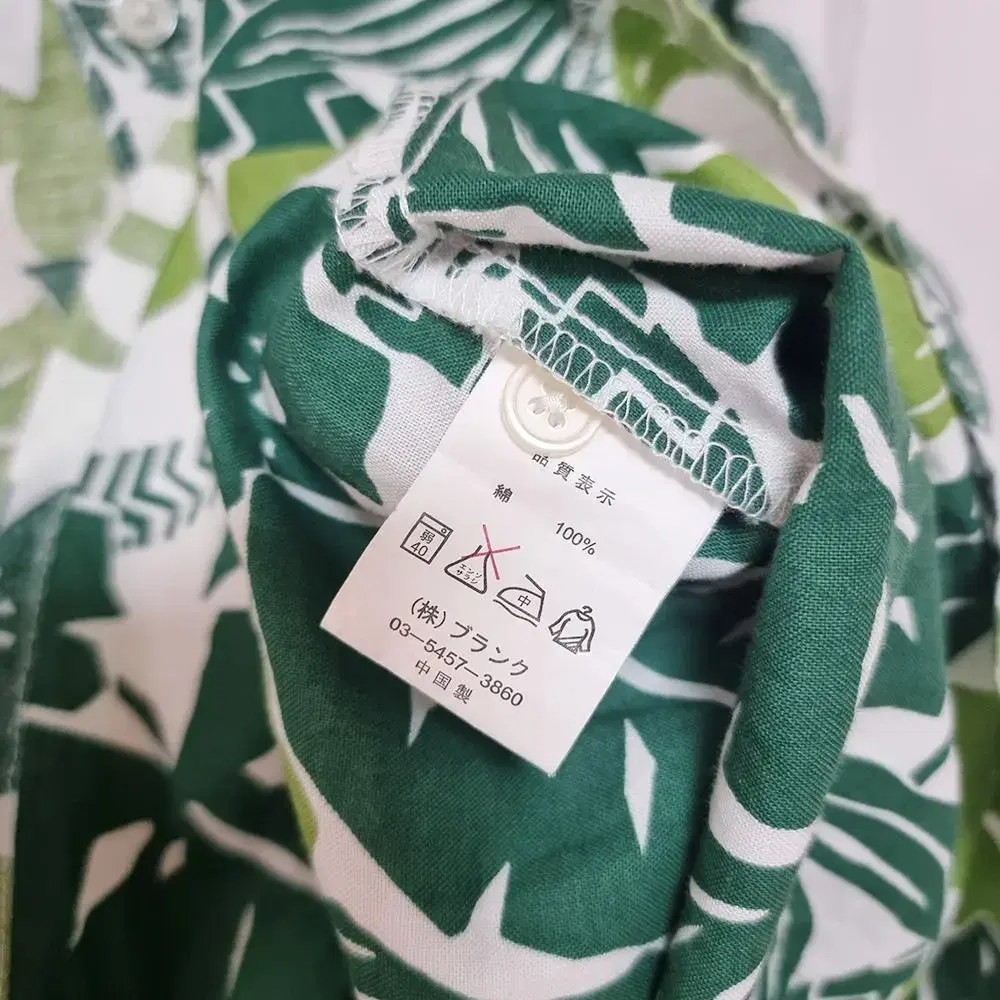 品質表示
綿 100%
弱 40
エンソ
サラシ
中
(株)ブランク
03-5457-3860
中国製